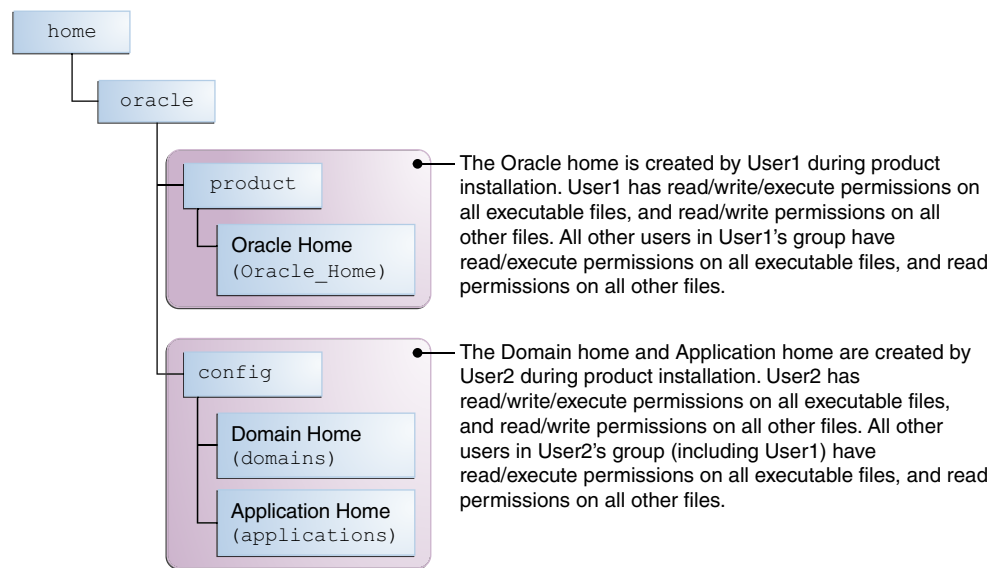 home
oracle
product
Oracle Home
(Oracle_Home)
The Oracle home is created by User1 during product
installation. User1 has read/write/execute permissions on
all executable files, and read/write permissions on all
other files. All other users in User1's group have
read/execute permissions on all executable files, and read
permissions on all other files.
config
Domain Home
(domains)
Application Home
(applications)
The Domain home and Application home are created by
User2 during product installation. User2 has
read/write/execute permissions on all executable files,
and read/write permissions on all other files. All other
users in User2's group (including User1) have
read/execute permissions on all executable files, and read
permissions on all other files.